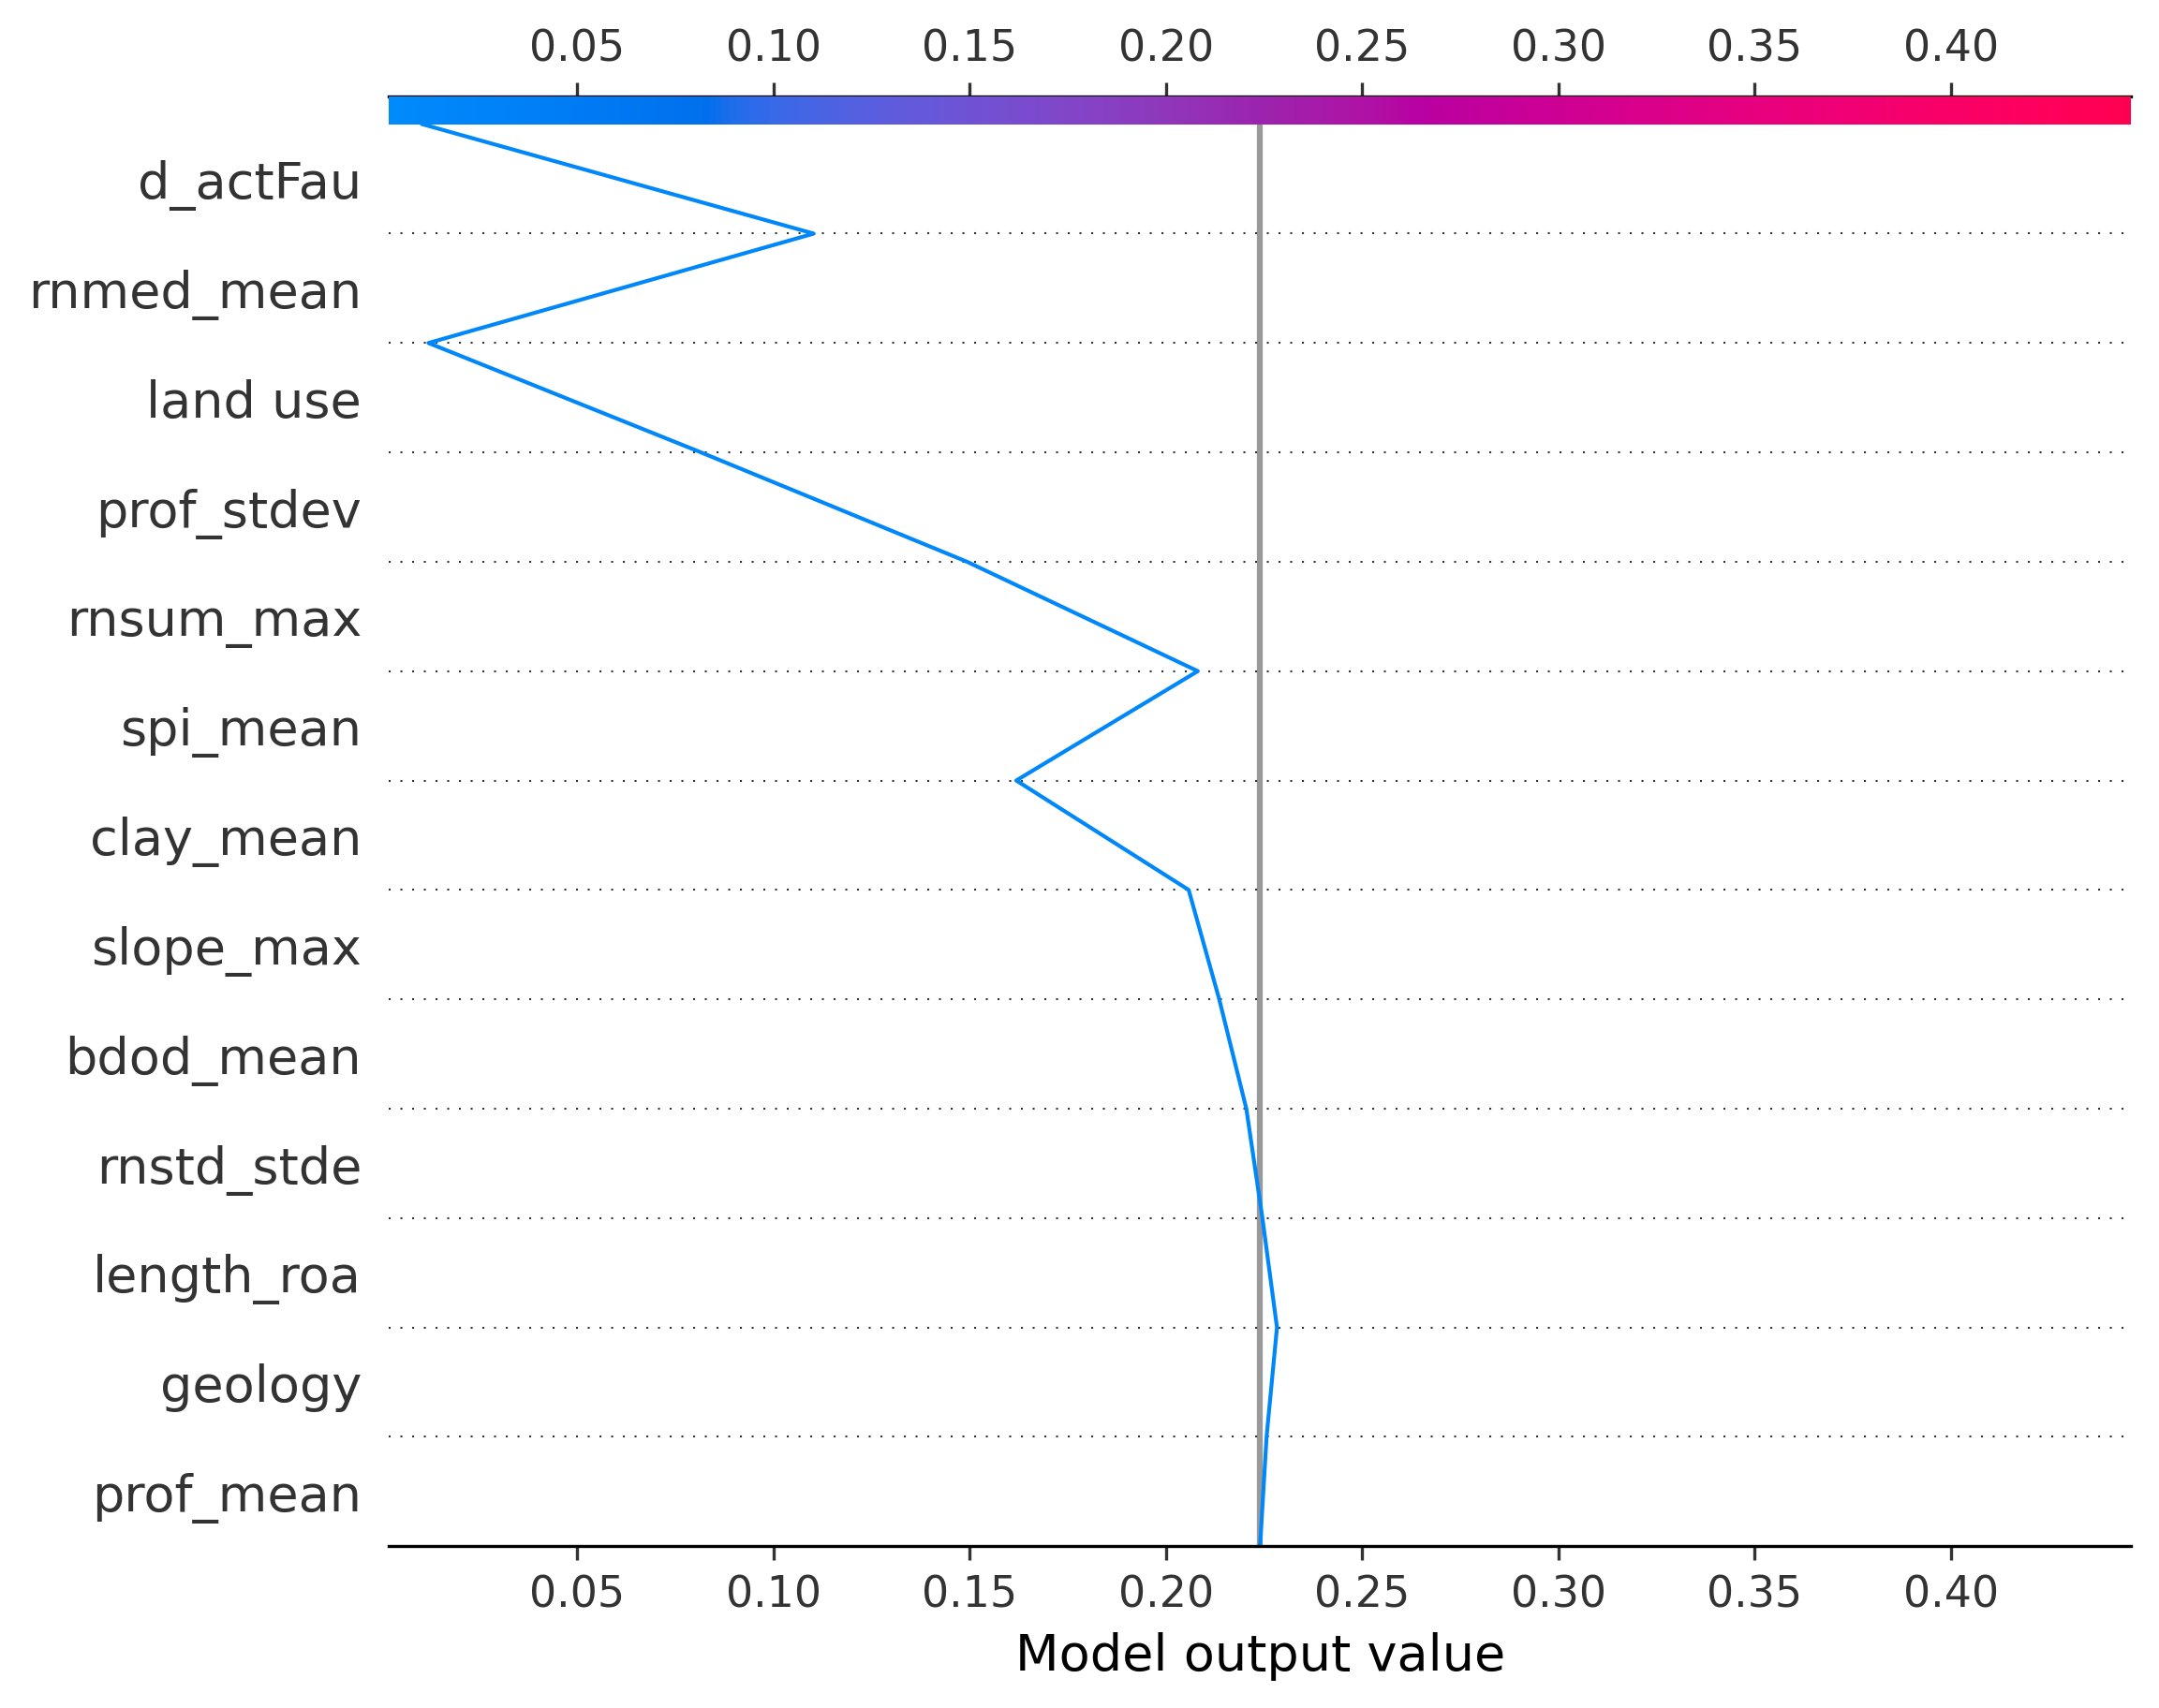 0.05 0.10 0.15 0.20 0.25 0.30 0.35 0.40
d_actFau
rnmed_mean
land use
prof_stdev
rnsum_max
spi_mean
clay_mean
slope_max
bdod_mean
rnstd_stde
length_roa
geology
prof_mean
0.05 0.10 0.15 0.20 0.25 0.30 0.35 0.40
Model output value